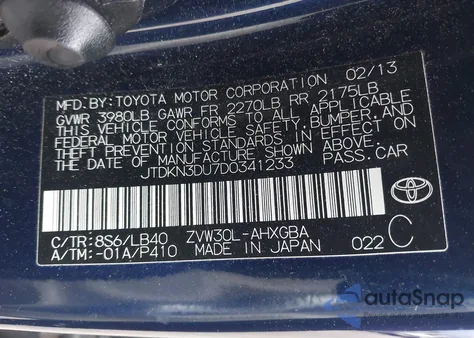 MFD. BY: TOYOTA MOTOR CORPORATION 02/13
GVWR 3980LB GAWR FR 2270LB RR 2175LB
THIS VEHICLE CONFORMS TO ALL APPLICABLE
FEDERAL MOTOR VEHICLE SAFETY, BUMPER, AND
THEFT PREVENTION STANDARDS IN EFFECT ON
THE DATE OF MANUFACTURE SHOWN ABOVE.
JTDKN3DU7D0341233 PASS. CAR
TOYOTA
C/TR: 8S6/LB40 ZVW30L-AHXGBA
A/TM: -01A/P410 MADE IN JAPAN 022 C
autoSnap